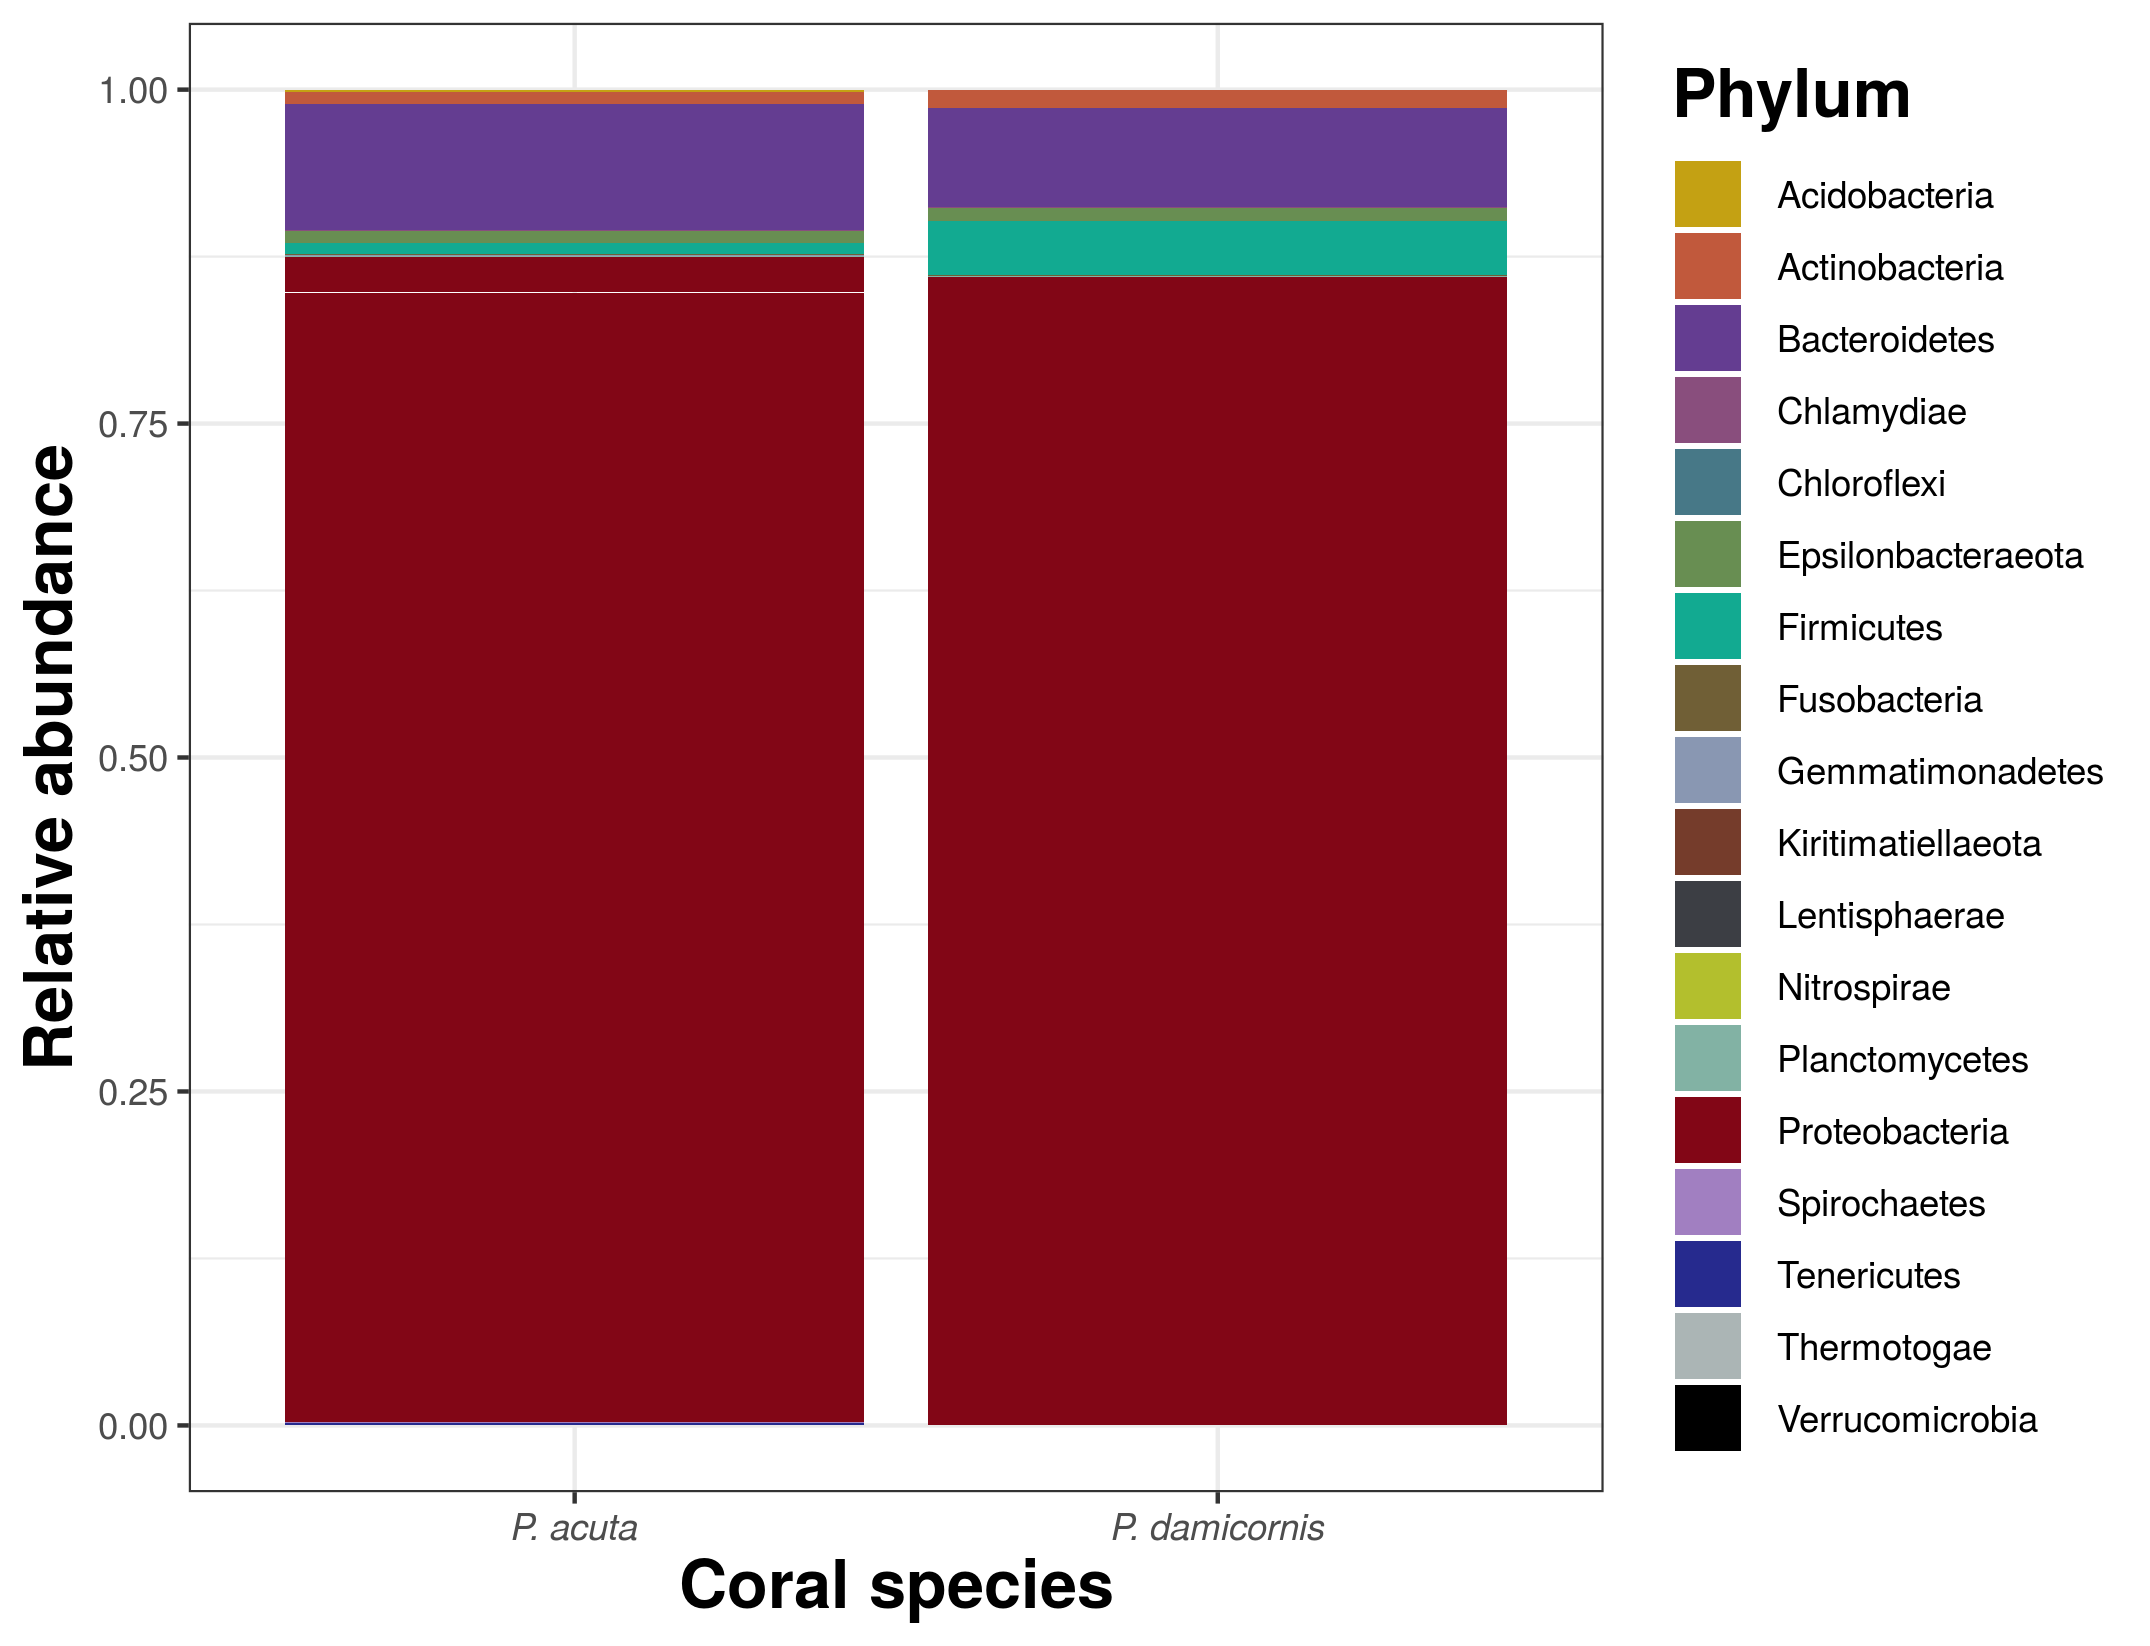 Relative abundance
1.00
0.75
0.50
0.25
0.00
P. acuta
P. damicornis
Coral species
Phylum
Acidobacteria
Actinobacteria
Bacteroidetes
Chlamydiae
Chloroflexi
Epsilonbacteraeota
Firmicutes
Fusobacteria
Gemmatimonadetes
Kiritimatiellaeota
Lentisphaerae
Nitrospirae
Planctomycetes
Proteobacteria
Spirochaetes
Tenericutes
Thermotogae
Verrucomicrobia